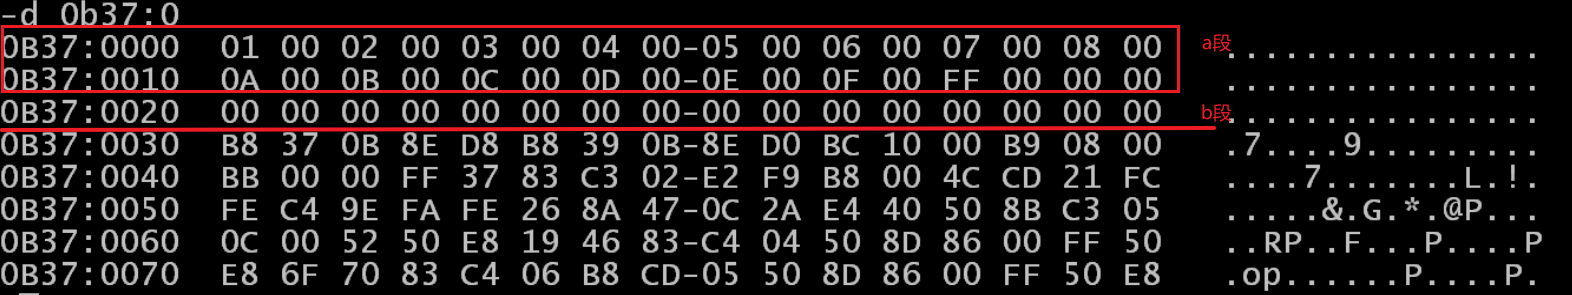 -d 0b37:0
0B37:0000 01 00 02 00 03 00 04 00-05 00 06 00 07 00 08 00 a段 ................
0B37:0010 0A 00 0B 00 0C 00 0D 00-0E 00 0F 00 FF 00 00 00 ................
0B37:0020 00 00 00 00 00 00 00 00-00 00 00 00 00 00 00 00 b段 ................
0B37:0030 B8 37 0B 8E D8 B8 39 0B-8E D0 BC 10 00 B9 08 00 .7....9.........
0B37:0040 BB 00 00 FF 37 83 C3 02-E2 F9 B8 00 4C CD 21 FC ....7.......L.!.
0B37:0050 FE C4 9E FA FE 26 8A 47-0C 2A E4 40 50 8B C3 05 .....&.G.*.@P...
0B37:0060 0C 00 52 50 E8 19 46 83-C4 04 50 8D 86 00 FF 50 ..RP..F...P....P
0B37:0070 E8 6F 70 83 C4 06 B8 CD-05 50 8D 86 00 FF 50 E8 .op......P....P.